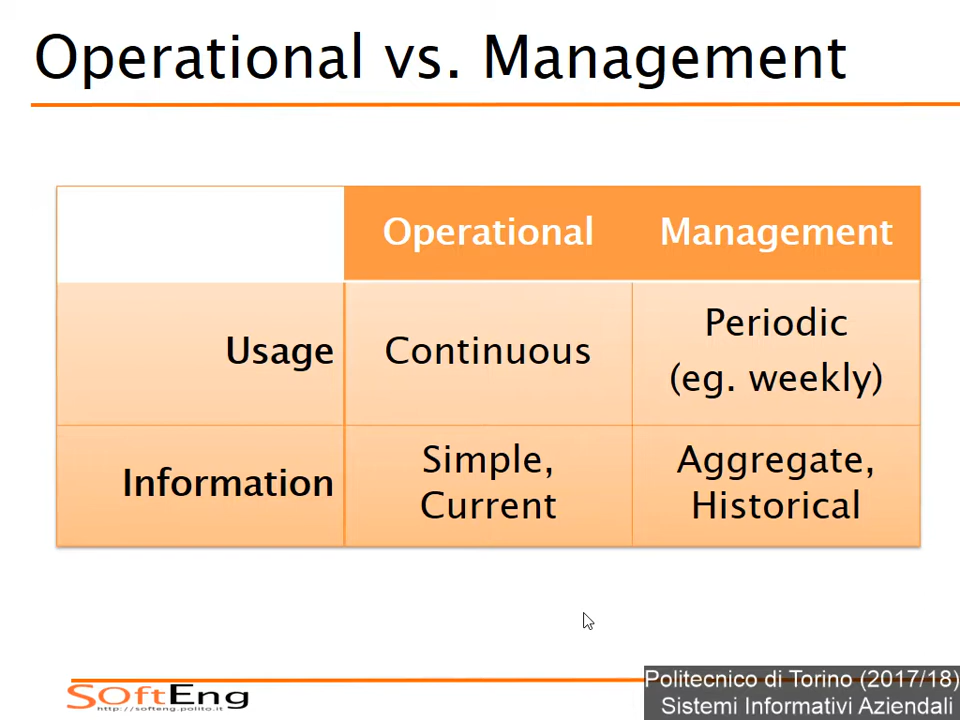 Operational vs. Management
Operational Management
Usage Continuous Periodic
(eg. weekly)
Information Simple,
Current Aggregate,
Historical
SoftEng
http://softeng.polito.it
Politecnico di Torino (2017/18)
Sistemi Informativi Aziendali